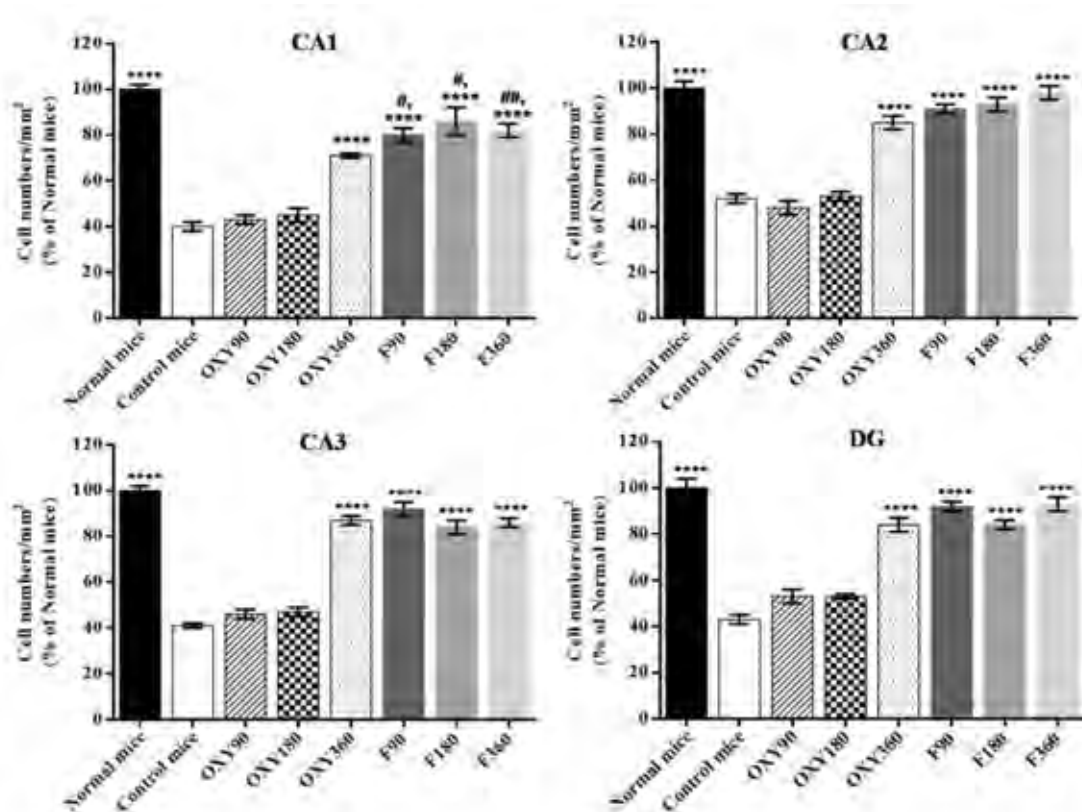 CA1
Cell numbers/mm²
(% of Normal mice)
120
100
80
60
40
20
0
****
****
#,
****
#,
****
##,
****
Normal mice
Control mice
OXY90
OXY180
OXY360
F90
F180
F360
CA2
Cell numbers/mm²
(% of Normal mice)
120
100
80
60
40
20
0
****
****
****
****
****
Normal mice
Control mice
OXY90
OXY180
OXY360
F90
F180
F360
CA3
Cell numbers/mm²
(% of Normal mice)
120
100
80
60
40
20
0
****
****
****
****
****
Normal mice
Control mice
OXY90
OXY180
OXY360
F90
F180
F360
DG
Cell numbers/mm²
(% of Normal mice)
120
100
80
60
40
20
0
****
****
****
****
****
Normal mice
Control mice
OXY90
OXY180
OXY360
F90
F180
F360